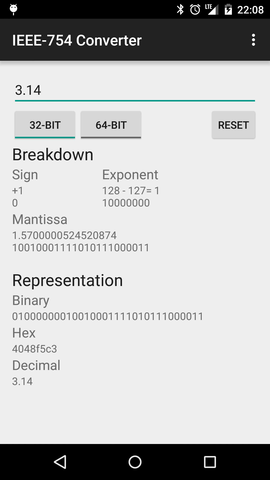 22:08
IEEE-754 Converter
3.14
32-BIT 64-BIT RESET
Breakdown
Sign Exponent
+1 128 - 127= 1
0 10000000
Mantissa
1.5700000524520874
10010001111010111000011
Representation
Binary
01000000010010001111010111000011
Hex
4048f5c3
Decimal
3.14